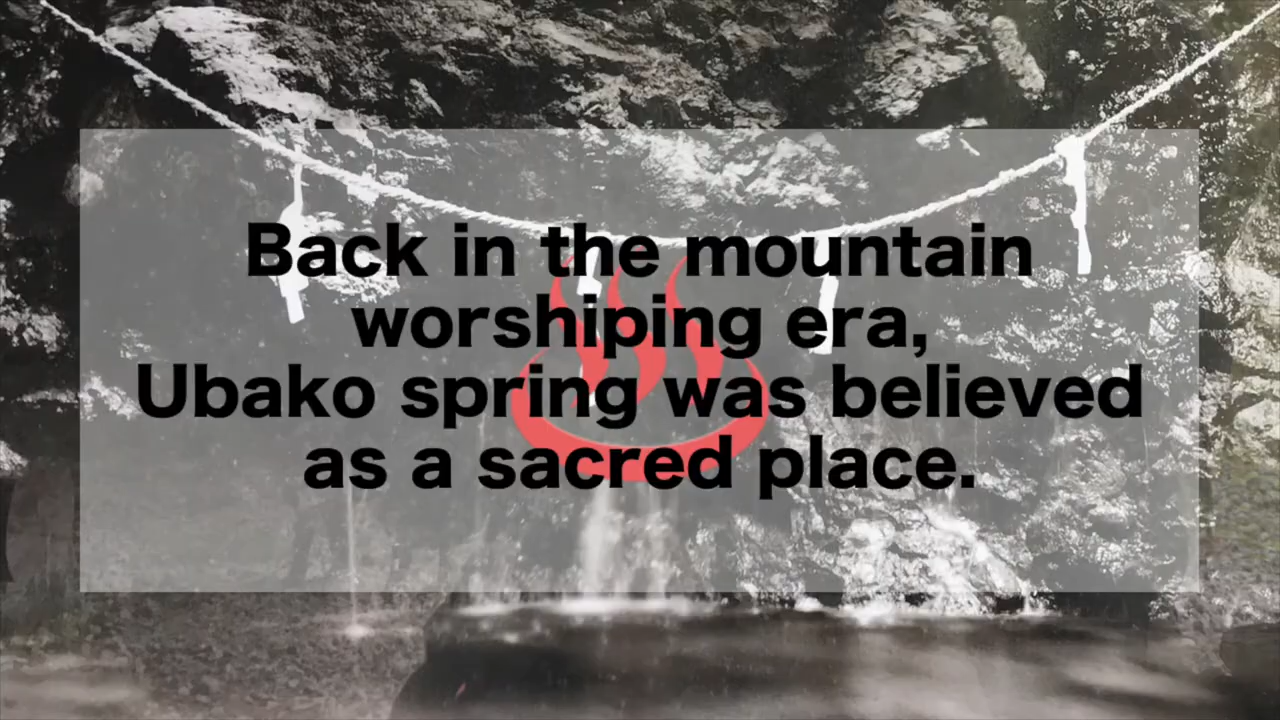 Back in the mountain
worshiping era,
Ubako spring was believed
as a sacred place.